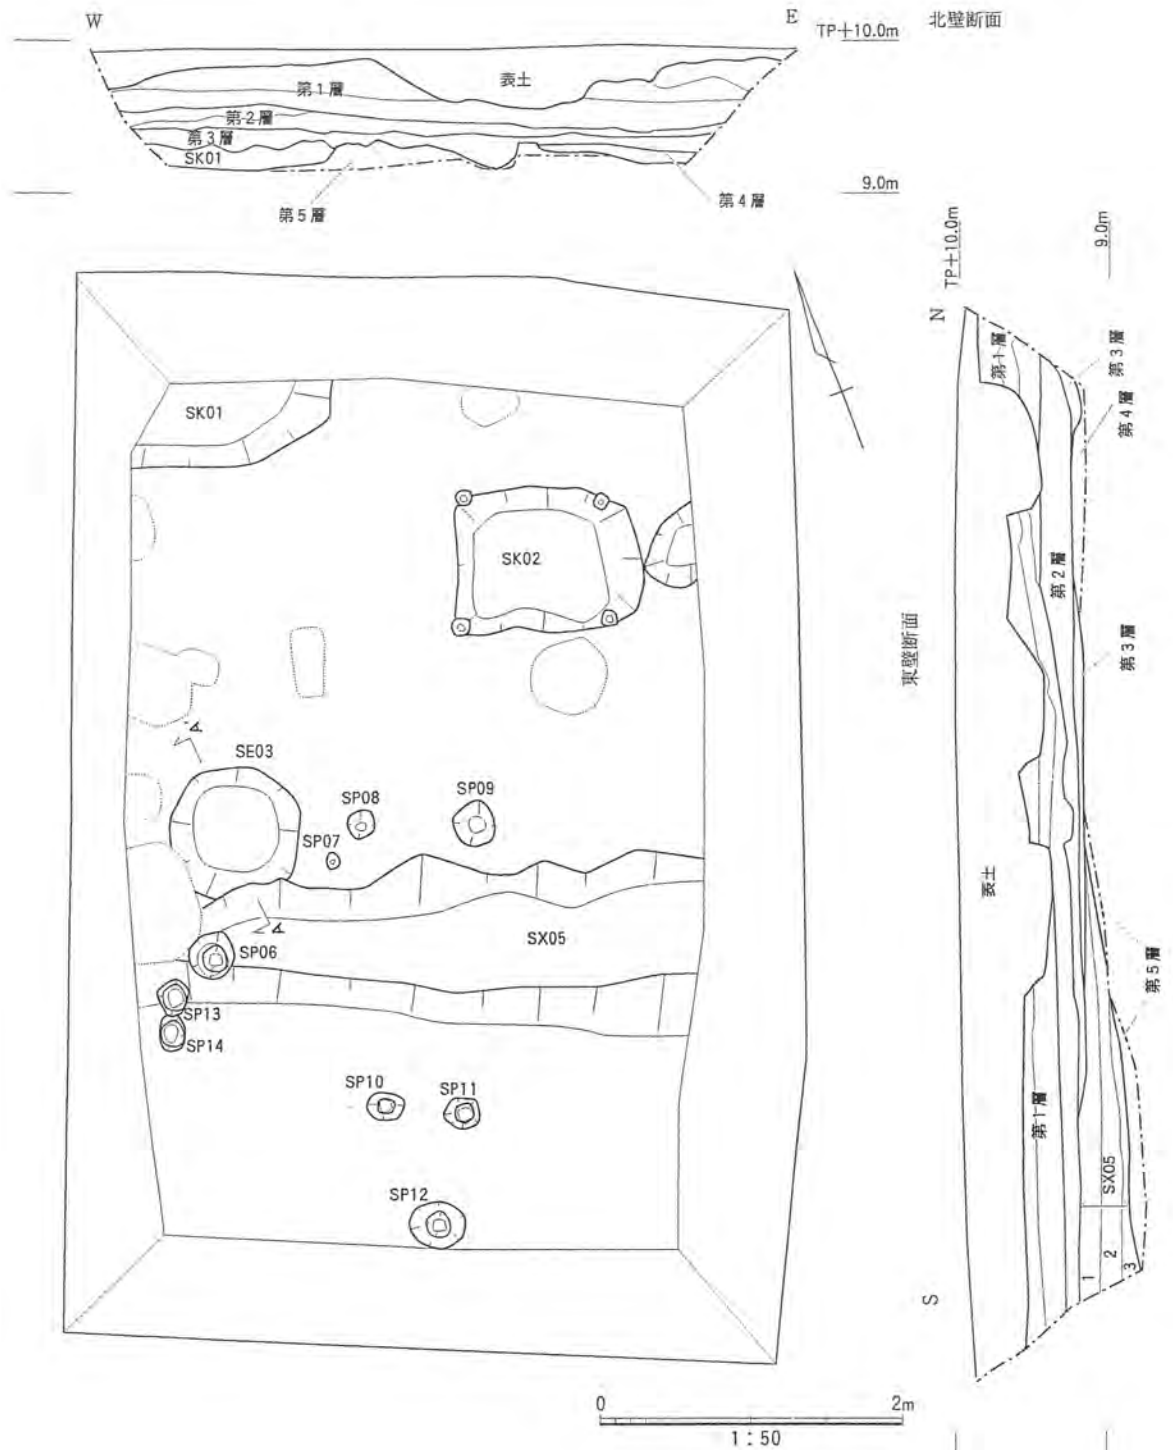 W
E
TP+10.0m
北壁断面
表土
第1層
第2層
第3層
SK01
9.0m
第4層
第5層
TP+10.0m
9.0m
N
第1層
第3層
第4層
SK01
SK02
第2層
東壁断面
第3層
A'
SE03
SP08
SP09
SP07
表土
A
SX05
SP06
第5層
SP13
SP14
SP10
SP11
第1層
SX05
SP12
1
2
3
S
0
2m
1:50